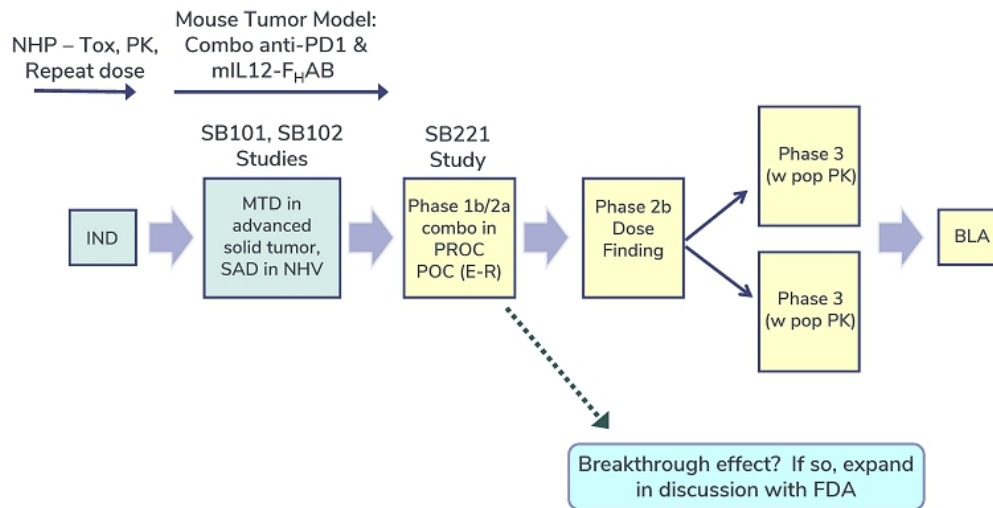 NHP – Tox, PK,
Repeat dose
Mouse Tumor Model:
Combo anti-PD1 &
mIL12-FHAB
SB101, SB102
Studies
SB221
Study
IND
MTD in
advanced
solid tumor,
SAD in NHV
Phase 1b/2a
combo in
PROC
POC (E-R)
Phase 2b
Dose
Finding
Phase 3
(w pop PK)
Phase 3
(w pop PK)
BLA
Breakthrough effect?  If so, expand
in discussion with FDA